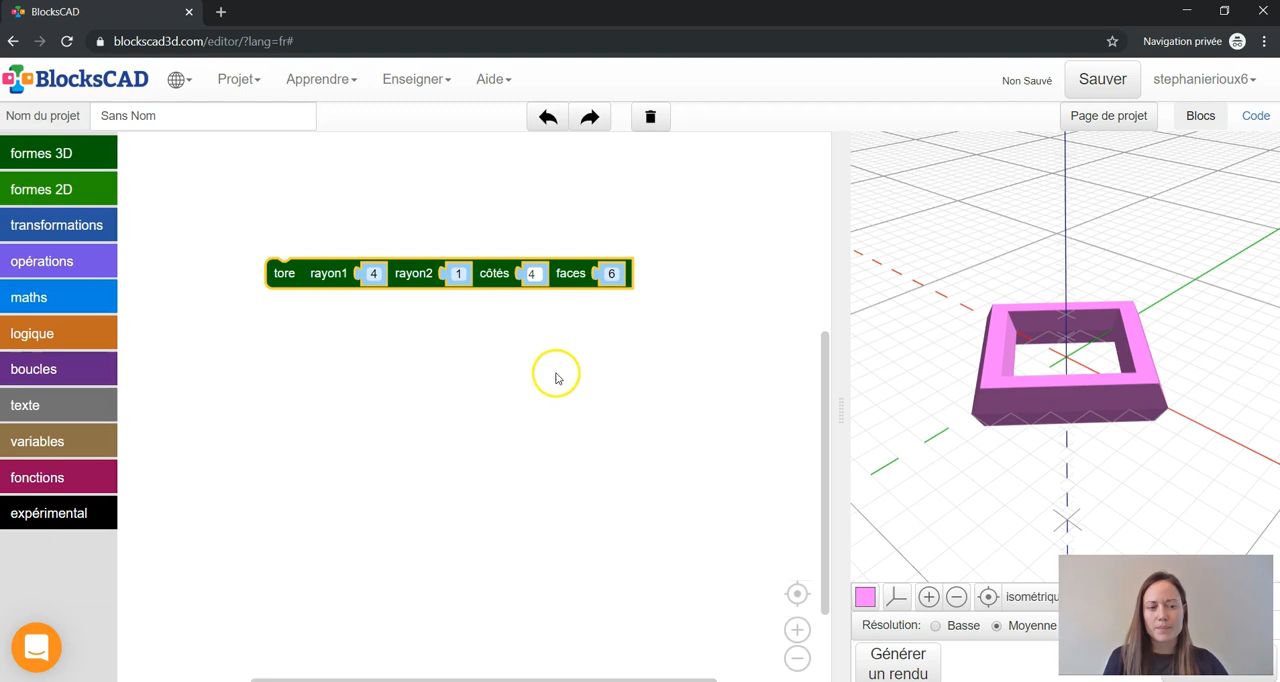 BlocksCAD
blockscad3d.com/editor/?lang=fr#
Navigation privée
BlocksCAD
Projet
Apprendre
Enseigner
Aide
Non Sauvé
Sauver
stephanierioux6
Nom du projet
Sans Nom
Page de projet
Blocs
Code
formes 3D
formes 2D
transformations
opérations
maths
logique
boucles
texte
variables
fonctions
expérimental
tore rayon1 4 rayon2 1 côtés 4 faces 6
isométriqu
Résolution: Basse Moyenne
Générer
un rendu